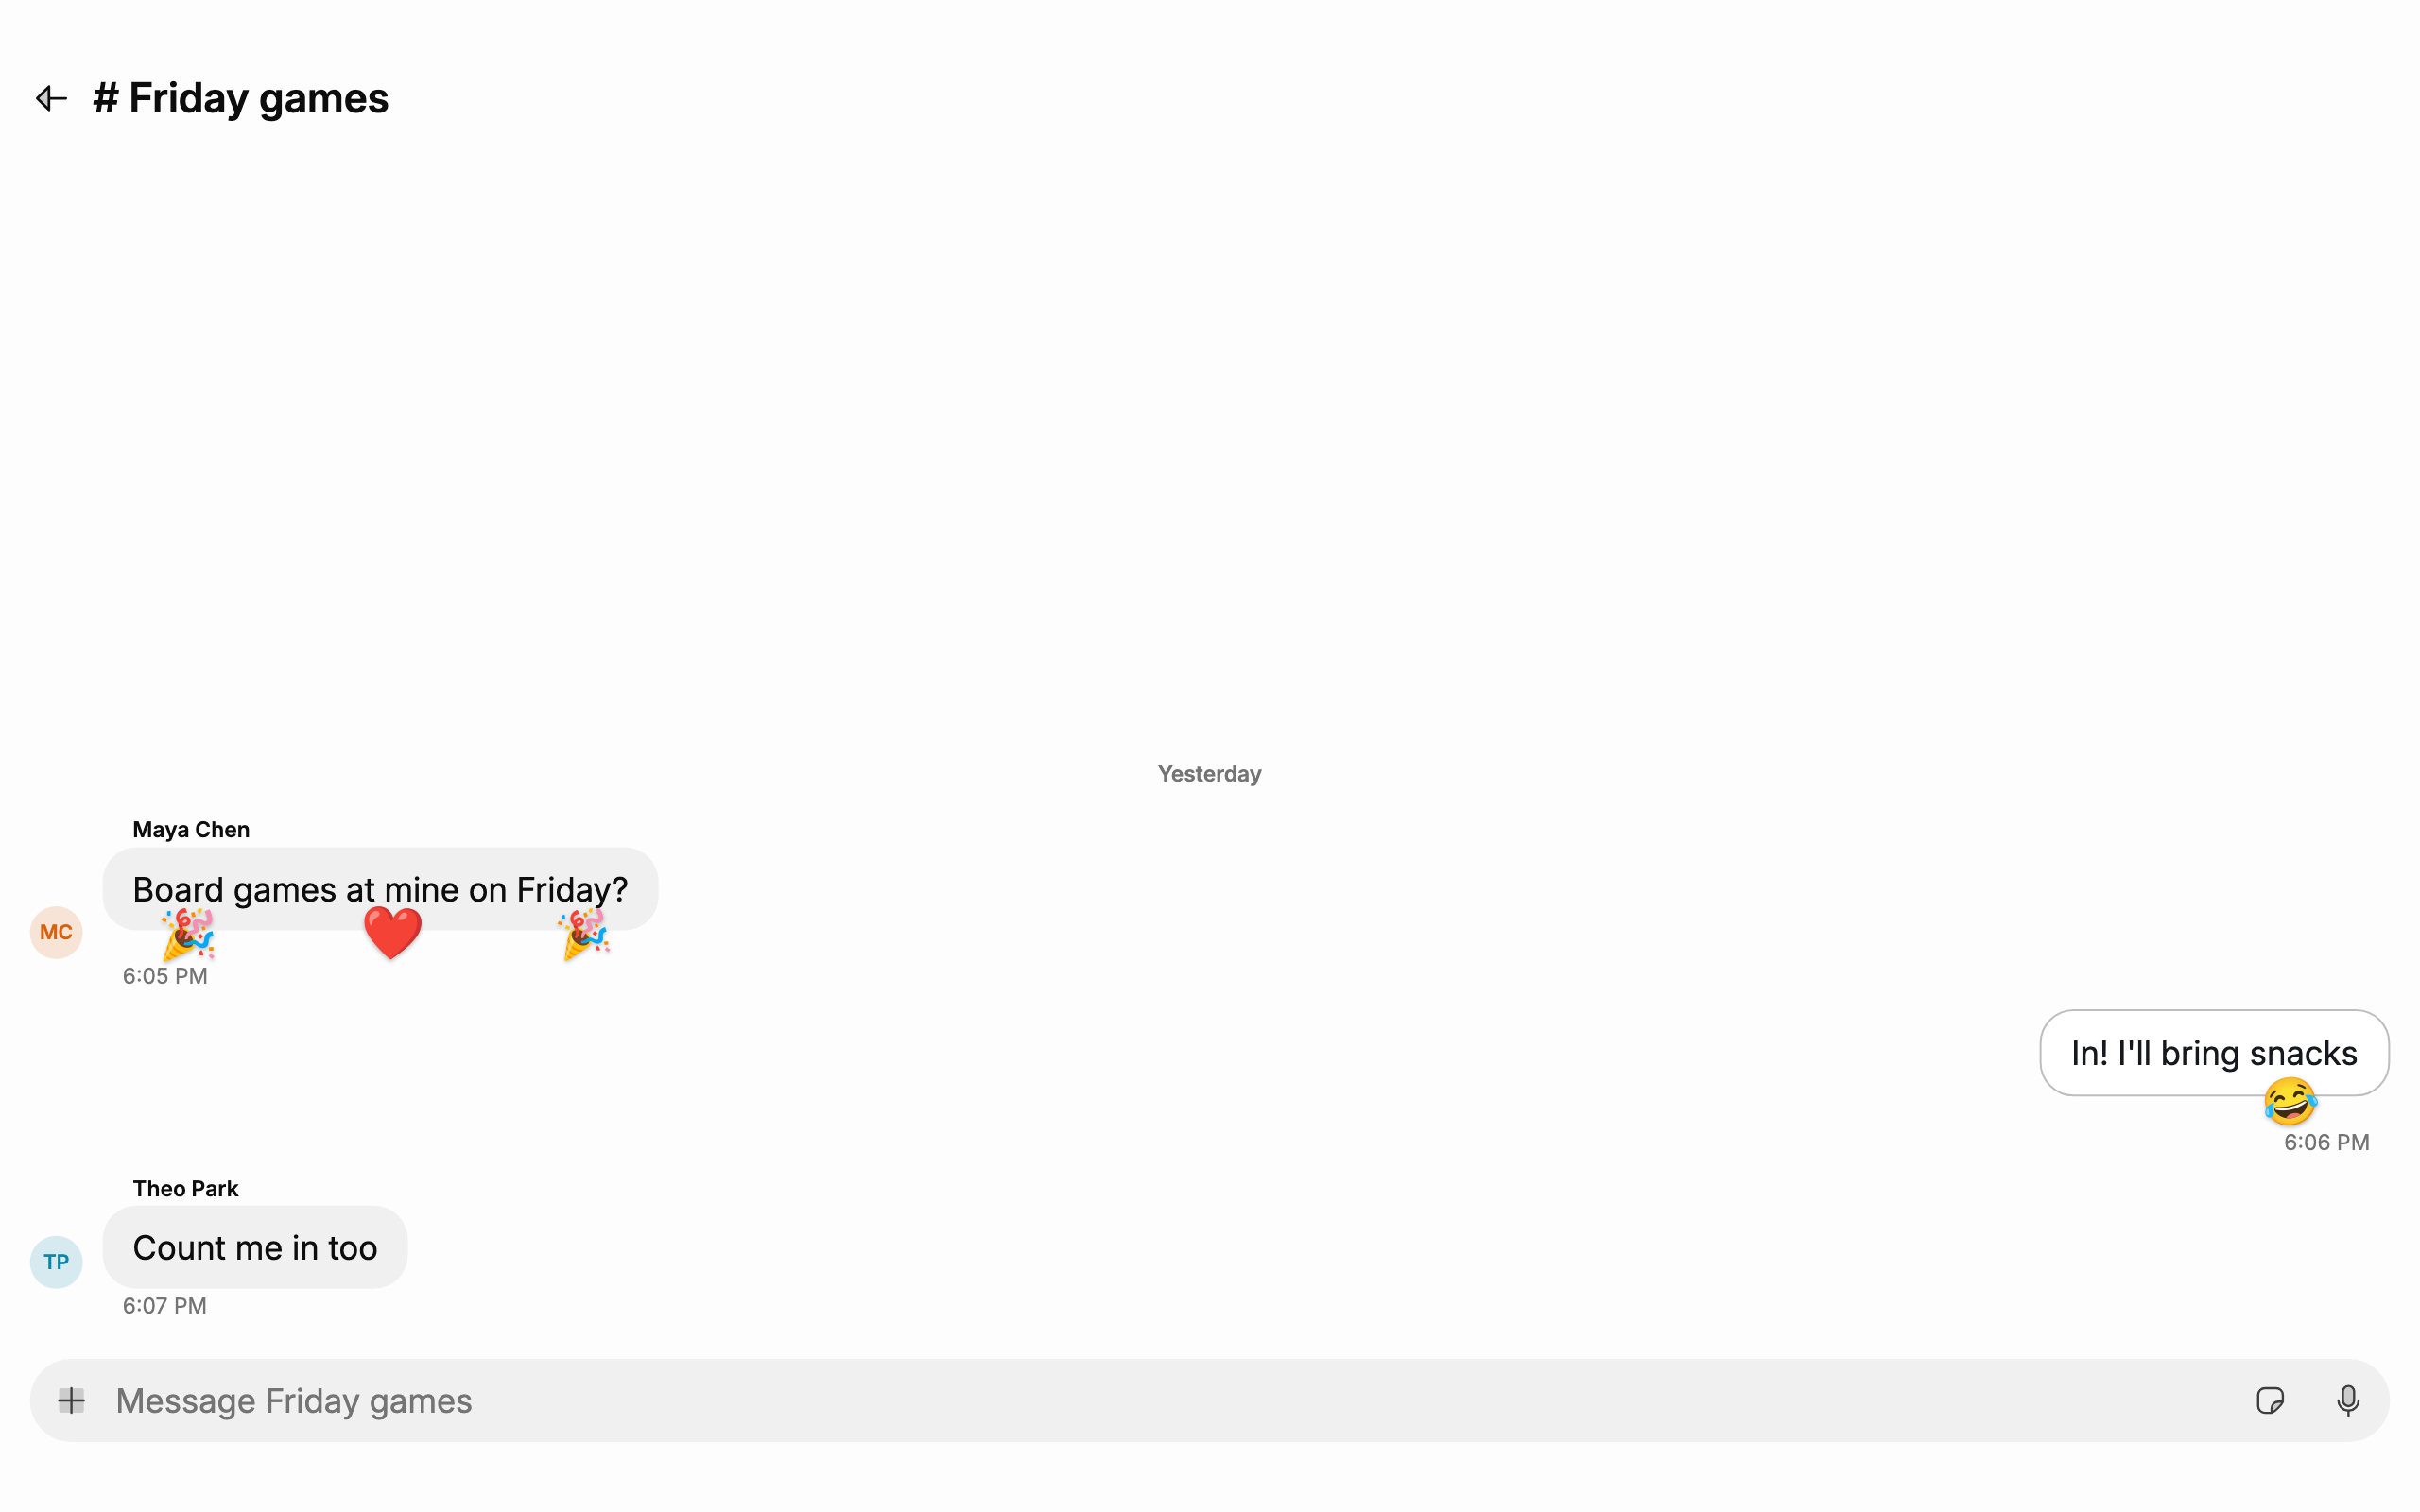 # Friday games
Yesterday
Maya Chen
Board games at mine on Friday?
MC
6:05 PM
In! I'll bring snacks
6:06 PM
Theo Park
Count me in too
TP
6:07 PM
Message Friday games